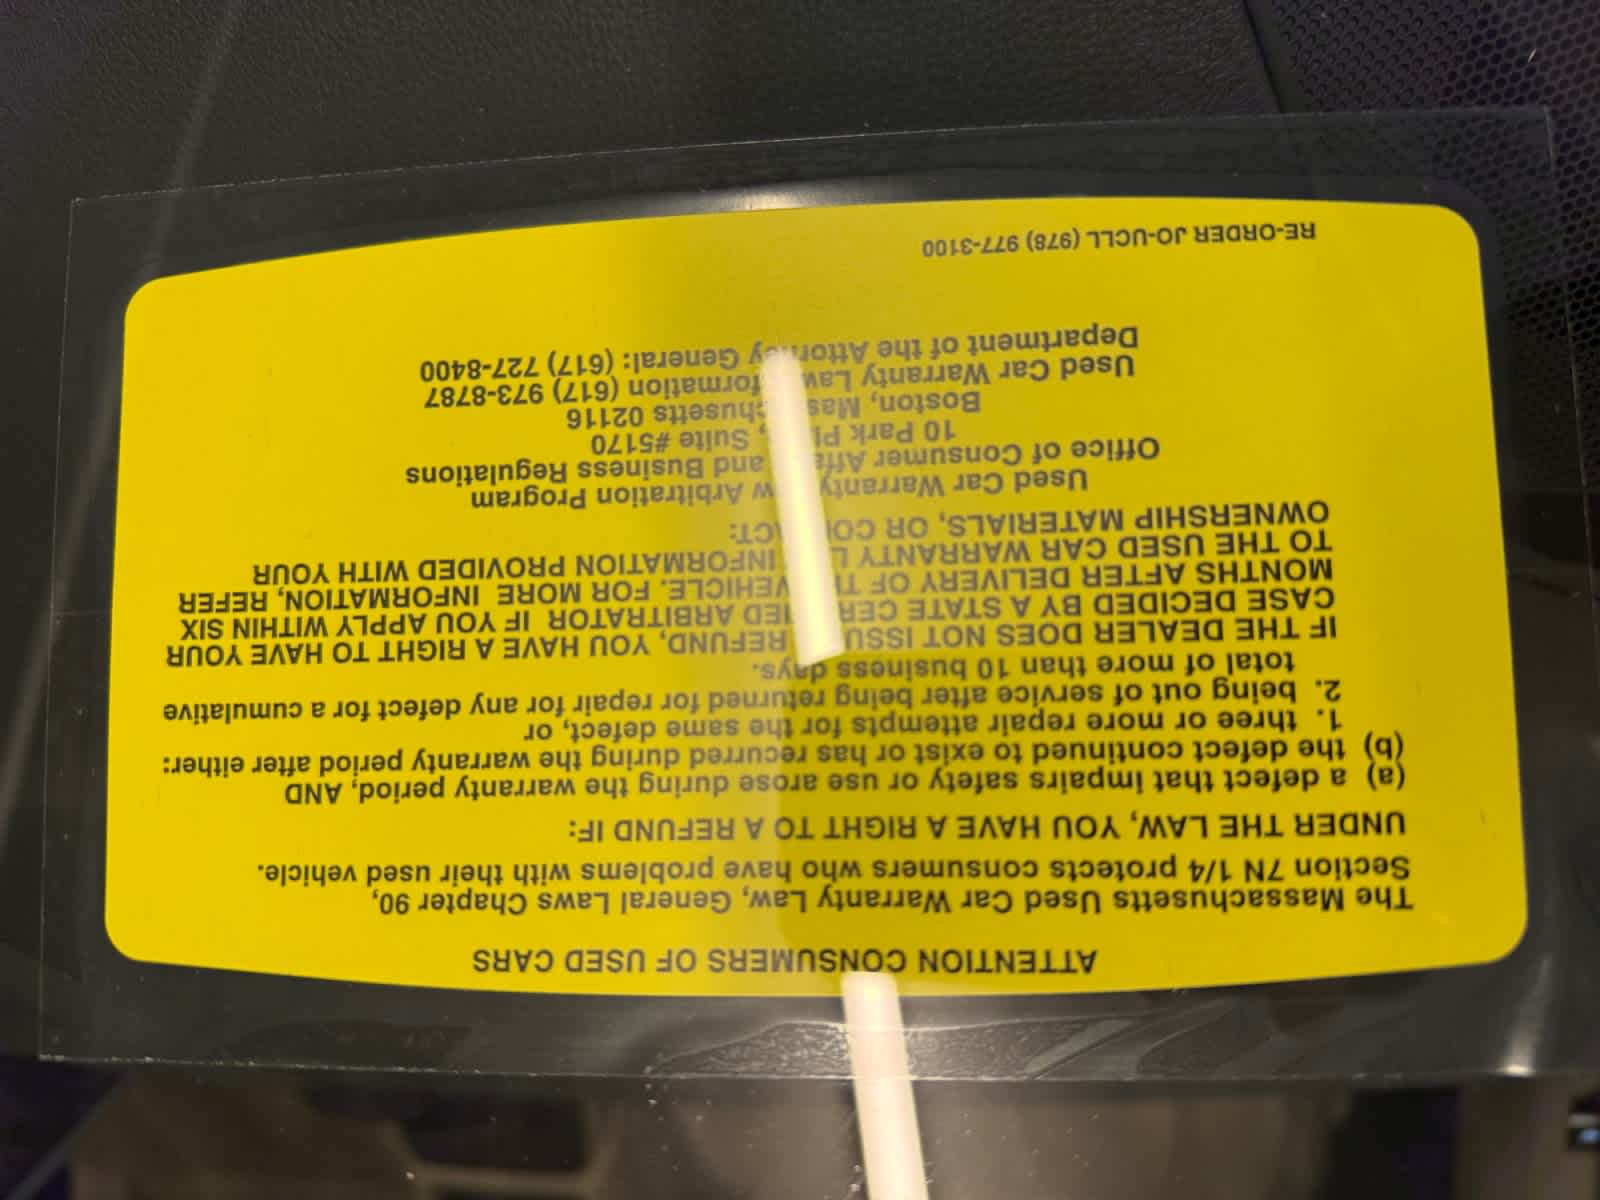 ATTENTION CONSUMERS OF USED CARS
The Massachusetts Used Car Warranty Law, General Laws Chapter 90,
Section 7N 1/4 protects consumers who have problems with their used vehicle.
UNDER THE LAW, YOU HAVE A RIGHT TO A REFUND IF:
(a) a defect that impairs safety or use arose during the warranty period, AND
(b) the defect continued to exist or has recurred during the warranty period after either:
1. three or more repair attempts for the same defect, or
2. being out of service after being returned for repair for any defect for a cumulative
total of more than 10 business days.
IF THE DEALER DOES NOT ISSUE REFUND, YOU HAVE A RIGHT TO HAVE YOUR
CASE DECIDED BY A STATE CERTIFIED ARBITRATOR IF YOU APPLY WITHIN SIX
MONTHS AFTER DELIVERY OF THE VEHICLE. FOR MORE INFORMATION, REFER
TO THE USED CAR WARRANTY LAW INFORMATION PROVIDED WITH YOUR
OWNERSHIP MATERIALS, OR CONTACT:
Used Car Warranty Law Arbitration Program
Office of Consumer Affairs and Business Regulations
10 Park Plaza, Suite #5170
Boston, Massachusetts 02116
Used Car Warranty Law Information (617) 973-8787
Department of the Attorney General: (617) 727-8400
RE-ORDER JO-UCLL (978) 977-3100